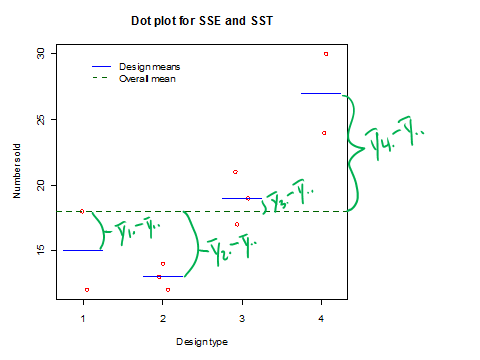 Dot plot for SSE and SST
Design means
Overall mean
Number sold
15
20
25
30
Ȳ₁.-Ȳ..
Ȳ₂.-Ȳ..
Ȳ₃.-Ȳ..
Ȳ₄.-Ȳ..
1 2 3 4
Design type